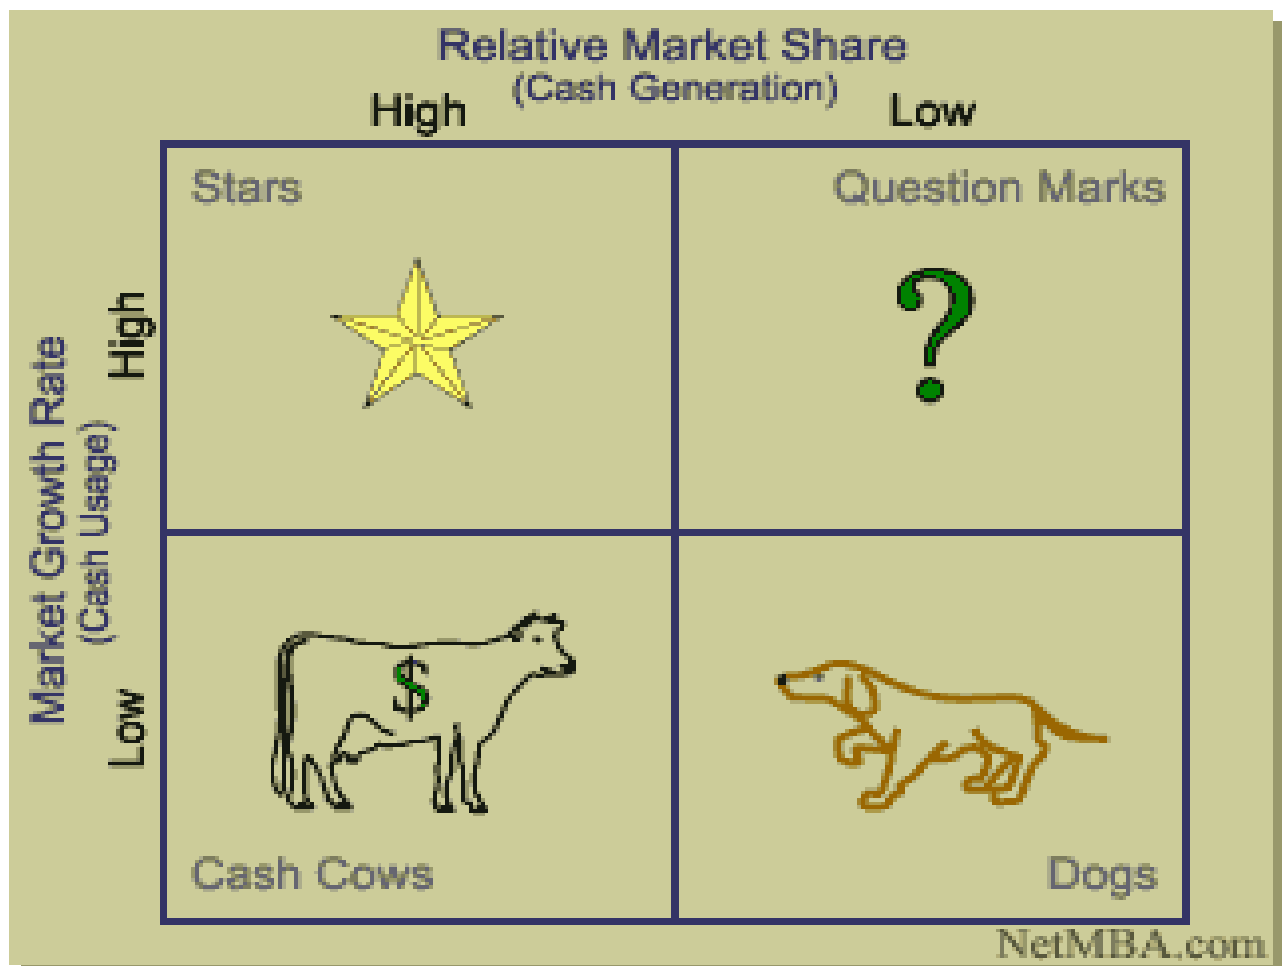 Relative Market Share
(Cash Generation)
High
Low
Stars
Question Marks
Market Growth Rate
(Cash Usage)
High
Low
$
?
Cash Cows
Dogs
NetMBA.com